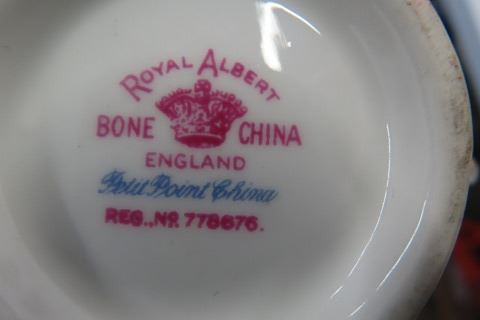 ROYAL ALBERT
BONE CHINA
ENGLAND
Petit Point China
REG., NO. 778676.